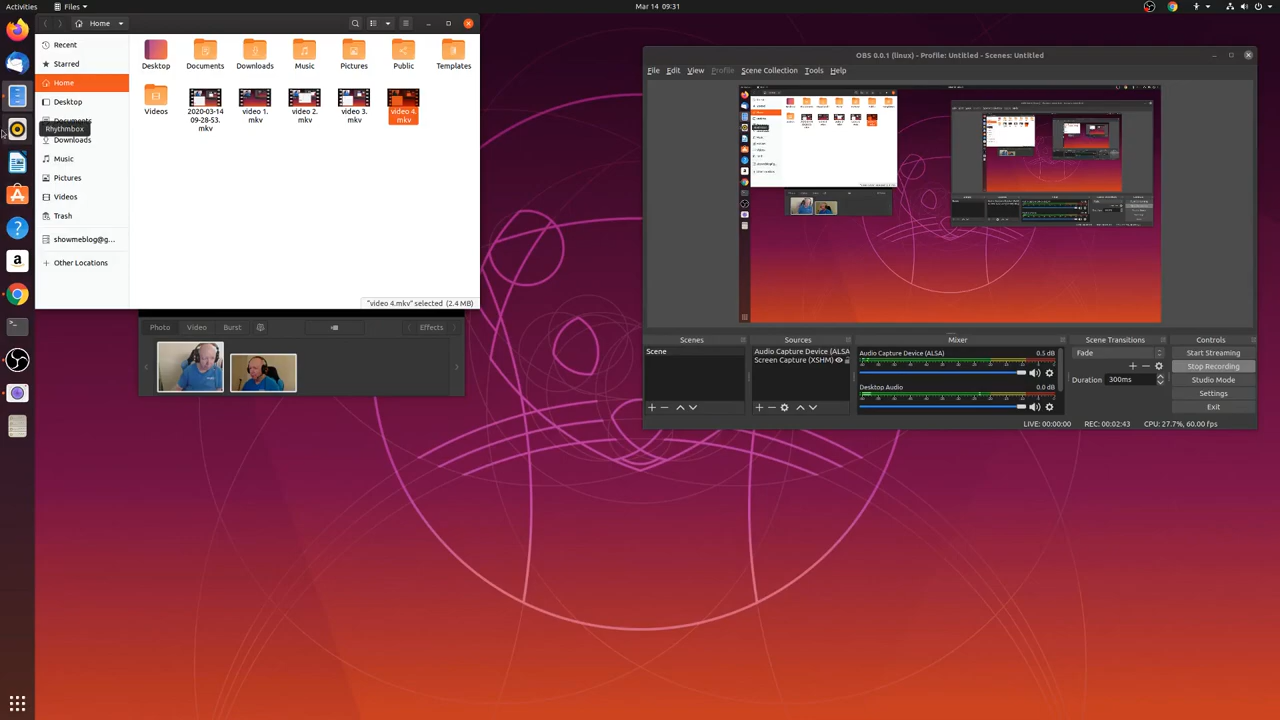 Activities
Files
Mar 14 09:31
Home
OBS 0.0.1 (linux) - Profile: Untitled - Scenes: Untitled
Recent
Starred
Home
Desktop
Documents
Rhythmbox
Downloads
Music
Pictures
Videos
Trash
showmeblog@g...
Other Locations
Desktop
Documents
Downloads
Music
Pictures
Public
Templates
Videos
2020-03-14
09-28-53.
mkv
video 1.
mkv
video 2.
mkv
video 3.
mkv
video 4.
mkv
"video 4.mkv" selected (2.4 MB)
Photo
Video
Burst
Effects
File
Edit
View
Profile
Scene Collection
Tools
Help
Scenes
Scene
Sources
Audio Capture Device (ALSA)
Screen Capture (XSHM)
Mixer
Audio Capture Device (ALSA)
0.5 dB
Desktop Audio
0.0 dB
Scene Transitions
Fade
Duration
300ms
Controls
Start Streaming
Stop Recording
Studio Mode
Settings
Exit
LIVE: 00:00:00
REC: 00:02:43
CPU: 27.7%, 60.00 fps